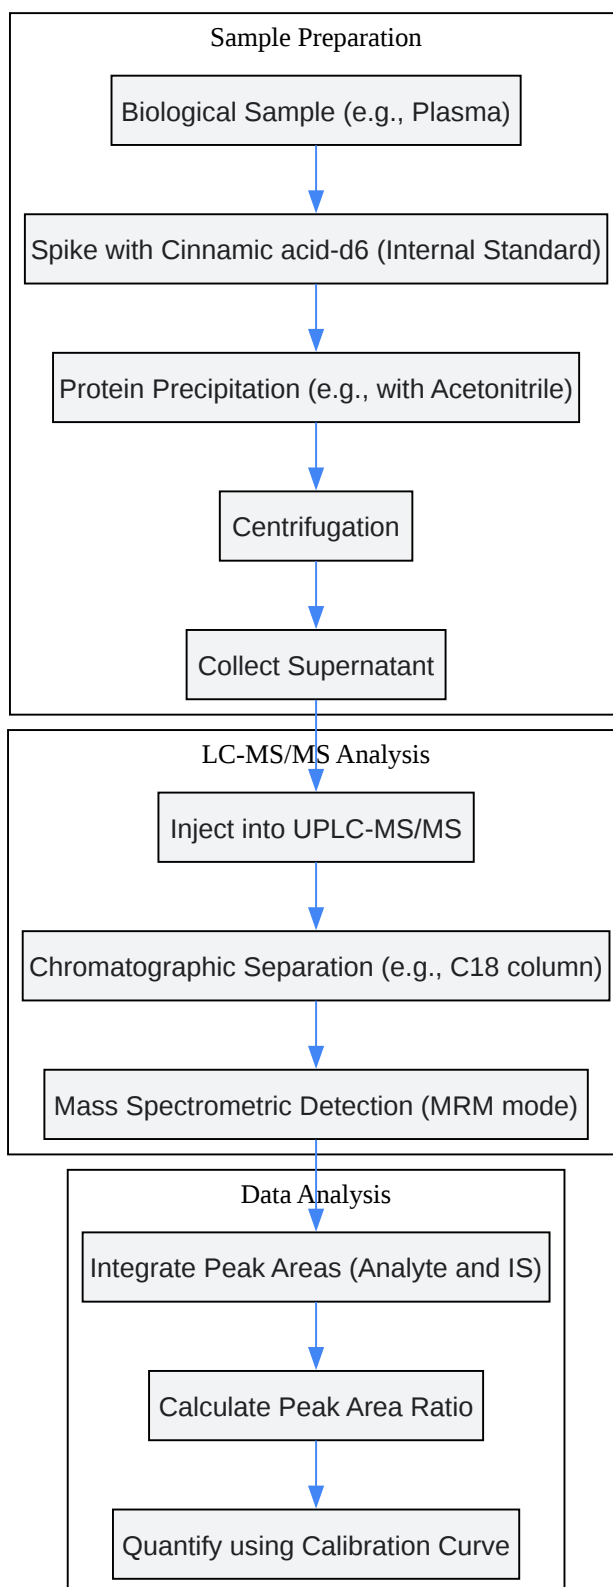 Sample Preparation
Biological Sample (e.g., Plasma)
Spike with Cinnamic acid-d6 (Internal Standard)
Protein Precipitation (e.g., with Acetonitrile)
Centrifugation
Collect Supernatant
LC-MS/MS Analysis
Inject into UPLC-MS/MS
Chromatographic Separation (e.g., C18 column)
Mass Spectrometric Detection (MRM mode)
Data Analysis
Integrate Peak Areas (Analyte and IS)
Calculate Peak Area Ratio
Quantify using Calibration Curve